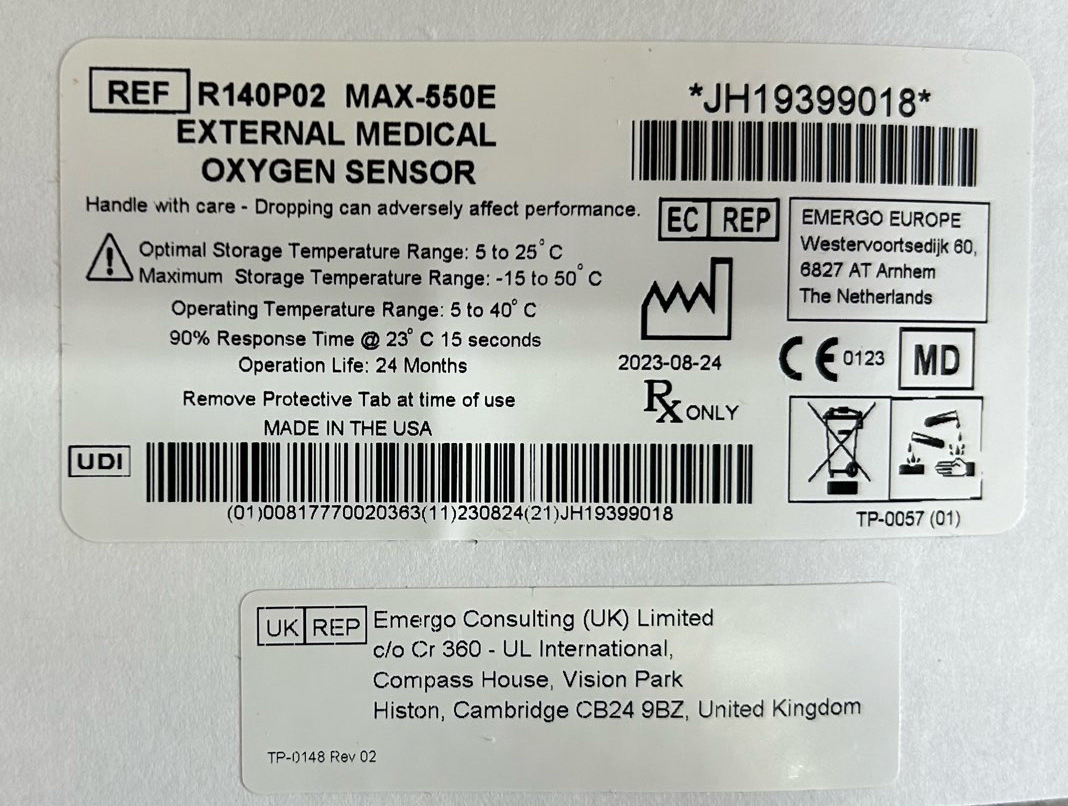 REF R140P02 MAX-550E
EXTERNAL MEDICAL
OXYGEN SENSOR
*JH19399018*
Handle with care - Dropping can adversely affect performance.
Optimal Storage Temperature Range: 5 to 25° C
Maximum Storage Temperature Range: -15 to 50° C
Operating Temperature Range: 5 to 40° C
90% Response Time @ 23° C 15 seconds
Operation Life: 24 Months
Remove Protective Tab at time of use
MADE IN THE USA
EC REP
EMERGO EUROPE
Westervoortsedijk 60,
6827 AT Arnhem
The Netherlands
2023-08-24
Rx ONLY
CE 0123
MD
UDI
(01)00817770020363(11)230824(21)JH19399018
TP-0057 (01)
UK REP
Emergo Consulting (UK) Limited
c/o Cr 360 - UL International,
Compass House, Vision Park
Histon, Cambridge CB24 9BZ, United Kingdom
TP-0148 Rev 02